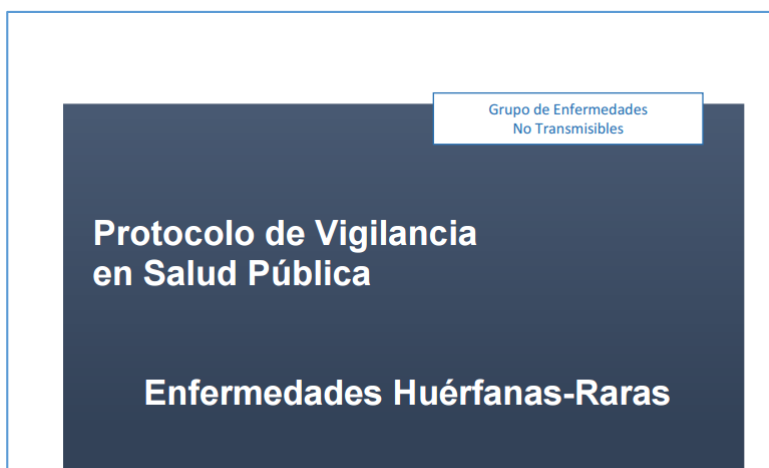 Grupo de Enfermedades
No Transmisibles
Protocolo de Vigilancia
en Salud Pública
Enfermedades Huérfanas-Raras